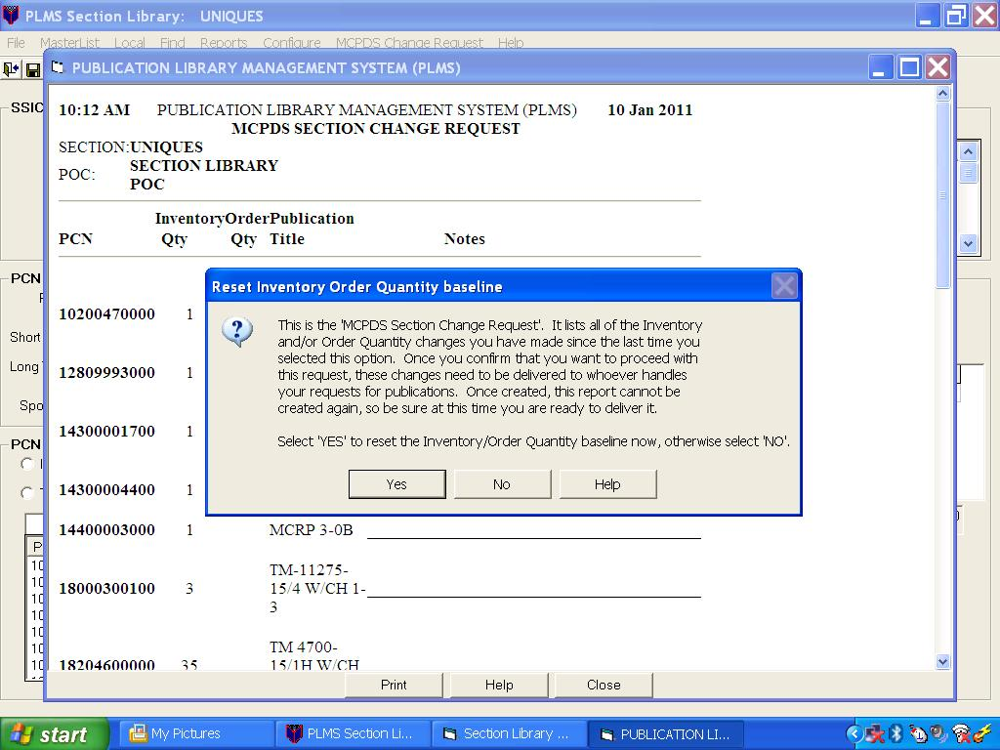 PLMS Section Library: UNIQUES
File MasterList Local Find Reports Configure MCPDS Change Request Help
PUBLICATION LIBRARY MANAGEMENT SYSTEM (PLMS)
SSIC
10:12 AM PUBLICATION LIBRARY MANAGEMENT SYSTEM (PLMS) 10 Jan 2011
MCPDS SECTION CHANGE REQUEST
SECTION:UNIQUES
POC: SECTION LIBRARY
POC
InventoryOrderPublication
PCN Qty Qty Title Notes
PCN
Reset Inventory Order Quantity baseline
10200470000 1
This is the 'MCPDS Section Change Request'. It lists all of the Inventory
and/or Order Quantity changes you have made since the last time you
selected this option. Once you confirm that you want to proceed with
this request, these changes need to be delivered to whoever handles
your requests for publications. Once created, this report cannot be
created again, so be sure at this time you are ready to deliver it.
Select 'YES' to reset the Inventory/Order Quantity baseline now, otherwise select 'NO'.
Yes No Help
Short
Long
12809993000 1
Spo
14300001700 1
PCN
14300004400 1
14400003000 1 MCRP 3-0B
TM-11275-
18000300100 3 15/4 W/CH 1-
3
TM 4700-
18204600000 35 15/1H W/CH
P
10
10
10
10
10
10
10
Print Help Close
start My Pictures PLMS Section Li... Section Library ... PUBLICATION LI... 10:12 AM